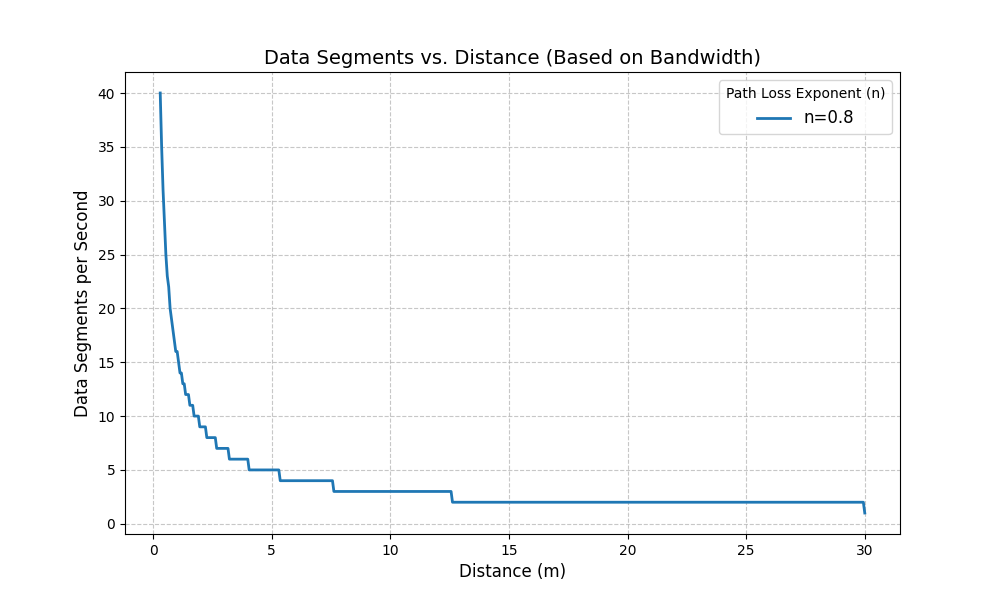 Data Segments vs. Distance (Based on Bandwidth)
Path Loss Exponent (n)
n=0.8
Data Segments per Second
40
35
30
25
20
15
10
5
0
0 5 10 15 20 25 30
Distance (m)